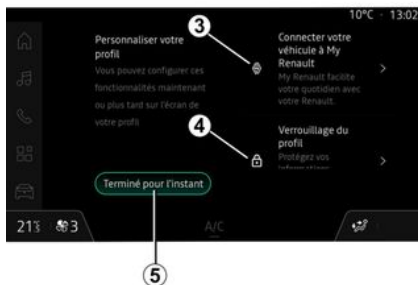 10°C · 13:02
3
Personnaliser votre
profil
Vous pouvez configurer ces
fonctionnalités maintenant
ou plus tard sur l'écran de
votre profil
Connecter votre
véhicule à My
Renault
My Renault facilite
votre quotidien avec
votre Renault.
4
Verrouillage du
profil
Protégez vos
informations
Terminé pour l'instant
21°5
3
A/C
5